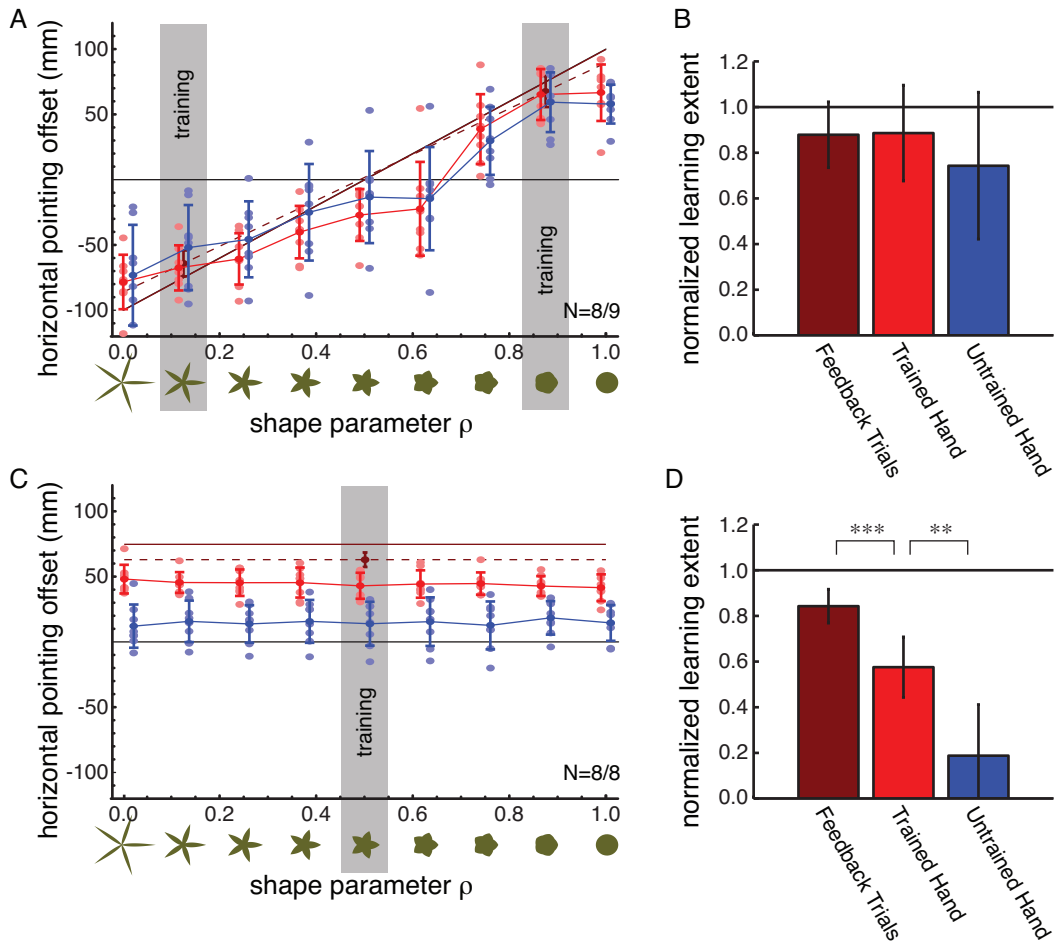 A
horizontal pointing offset (mm)
100
50
-50
-100
training
training
N=8/9
0.0 0.2 0.4 0.6 0.8 1.0
shape parameter ρ
B
normalized learning extent
1.2
1.0
0.8
0.6
0.4
0.2
0.0
Feedback Trials
Trained Hand
Untrained Hand
C
horizontal pointing offset (mm)
100
50
-50
-100
training
N=8/8
0.0 0.2 0.4 0.6 0.8 1.0
shape parameter ρ
D
normalized learning extent
1.2
1.0
0.8
0.6
0.4
0.2
0.0
*** **
Feedback Trials
Trained Hand
Untrained Hand